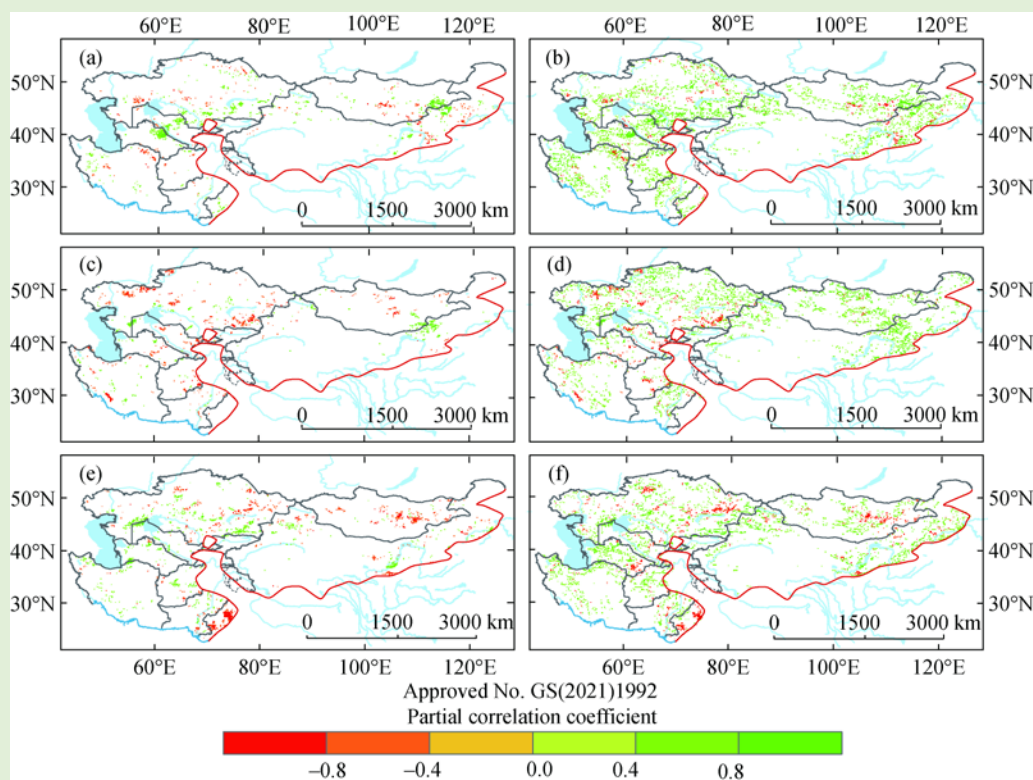 60°E 80°E 100°E 120°E 60°E 80°E 100°E 120°E
(a) (b)
50°N 50°N
40°N 40°N
30°N 30°N
0 1500 3000 km 0 1500 3000 km
(c) (d)
50°N 50°N
40°N 40°N
30°N 30°N
0 1500 3000 km 0 1500 3000 km
(e) (f)
50°N 50°N
40°N 40°N
30°N 30°N
0 1500 3000 km 0 1500 3000 km
60°E 80°E 100°E 120°E 60°E 80°E 100°E 120°E
Approved No. GS(2021)1992
Partial correlation coefficient
–0.8 –0.4 0.0 0.4 0.8